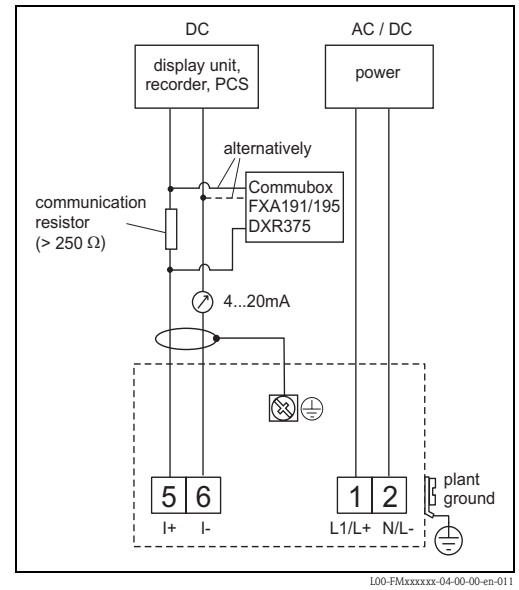 DC
AC / DC
display unit,
recorder, PCS
power
alternatively
Commubox
FXA191/195
DXR375
communication
resistor
(> 250 Ω)
4...20mA
5 6
1 2
I+ I-
L1/L+ N/L-
plant
ground
L00-FMxxxxxx-04-00-00-en-011